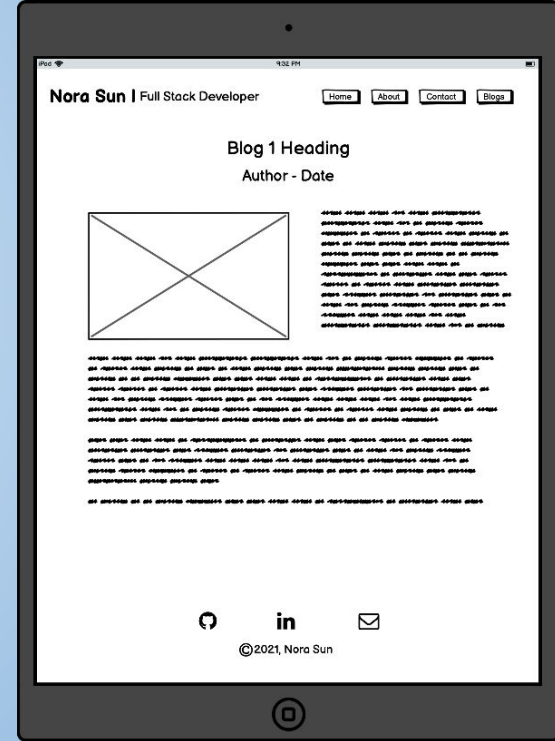 iPod 9:32 PM
Nora Sun | Full Stack Developer Home About Contact Blogs
Blog 1 Heading
Author - Date
in
©2021, Nora Sun